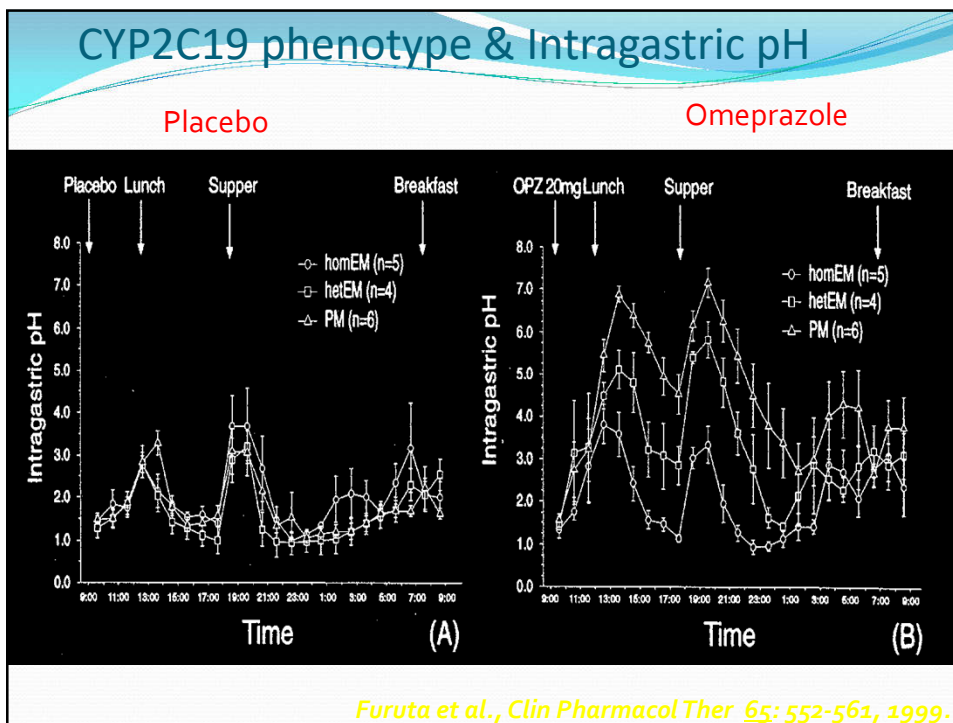 CYP2C19 phenotype & Intragastric pH
Placebo
Omeprazole
Placebo Lunch Supper Breakfast
8.0
7.0
6.0
5.0
4.0
3.0
2.0
1.0
0.0
Intragastric pH
homEM (n=5)
hetEM (n=4)
PM (n=6)
9:00 11:00 13:00 15:00 17:00 19:00 21:00 23:00 1:00 3:00 5:00 7:00 9:00
Time
(A)
OPZ 20mg Lunch Supper Breakfast
8.0
7.0
6.0
5.0
4.0
3.0
2.0
1.0
0.0
Intragastric pH
homEM (n=5)
hetEM (n=4)
PM (n=6)
9:00 11:00 13:00 15:00 17:00 19:00 21:00 23:00 1:00 3:00 5:00 7:00 9:00
Time
(B)
Furuta et al., Clin Pharmacol Ther 65: 552-561, 1999.